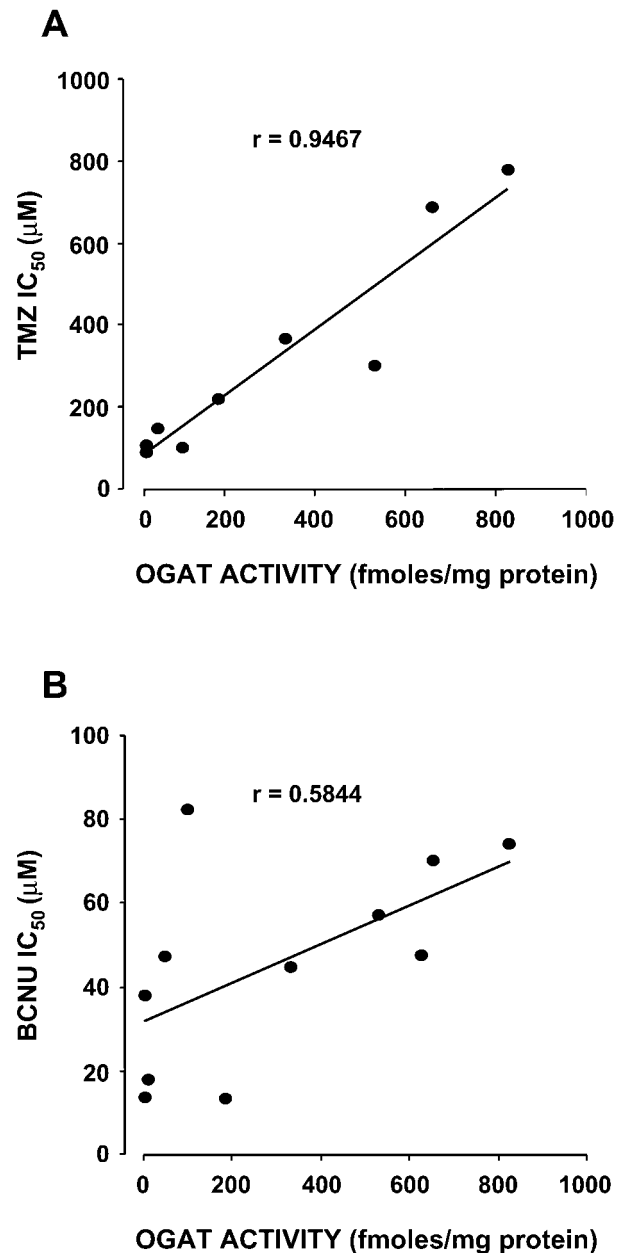 A
1000
800
600
400
200
0
TMZ IC50 (μM)
r = 0.9467
0 200 400 600 800 1000
OGAT ACTIVITY (fmoles/mg protein)
B
100
80
60
40
20
0
BCNU IC50 (μM)
r = 0.5844
0 200 400 600 800 1000
OGAT ACTIVITY (fmoles/mg protein)